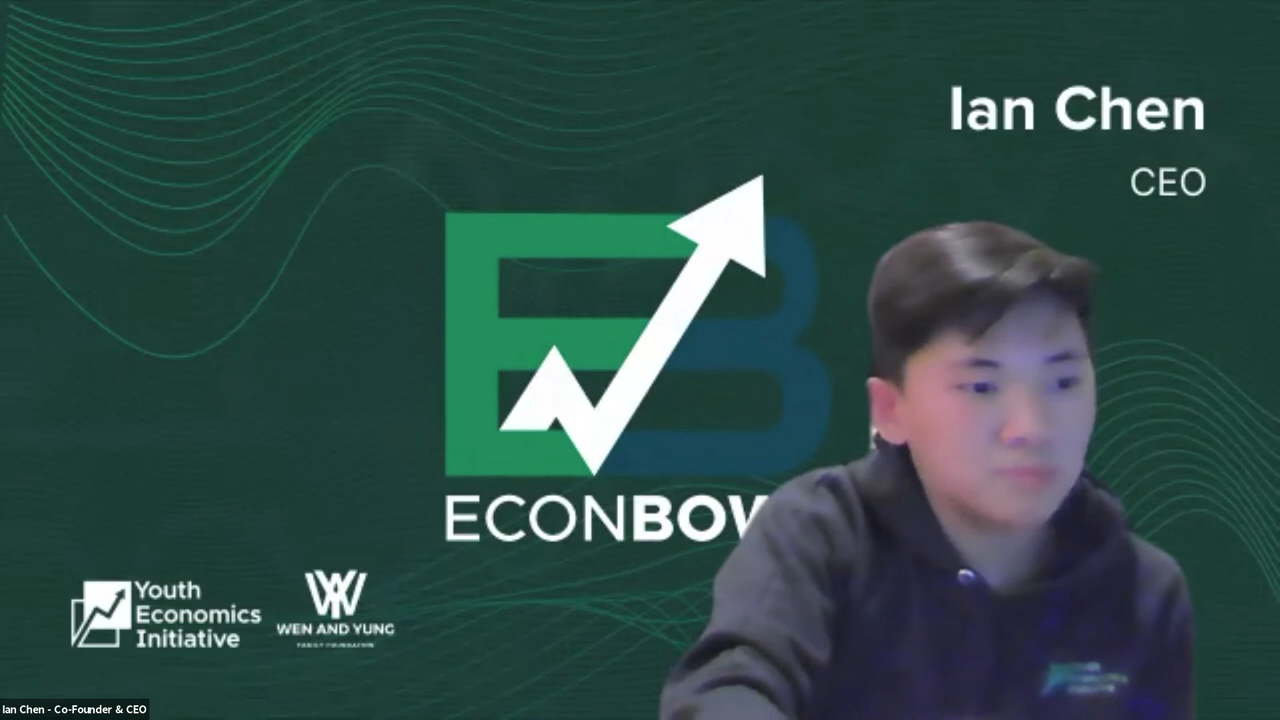 Ian Chen
CEO
ECONBOW
Youth
Economics
Initiative
WEN AND YUNG
Ian Chen - Co-Founder & CEO